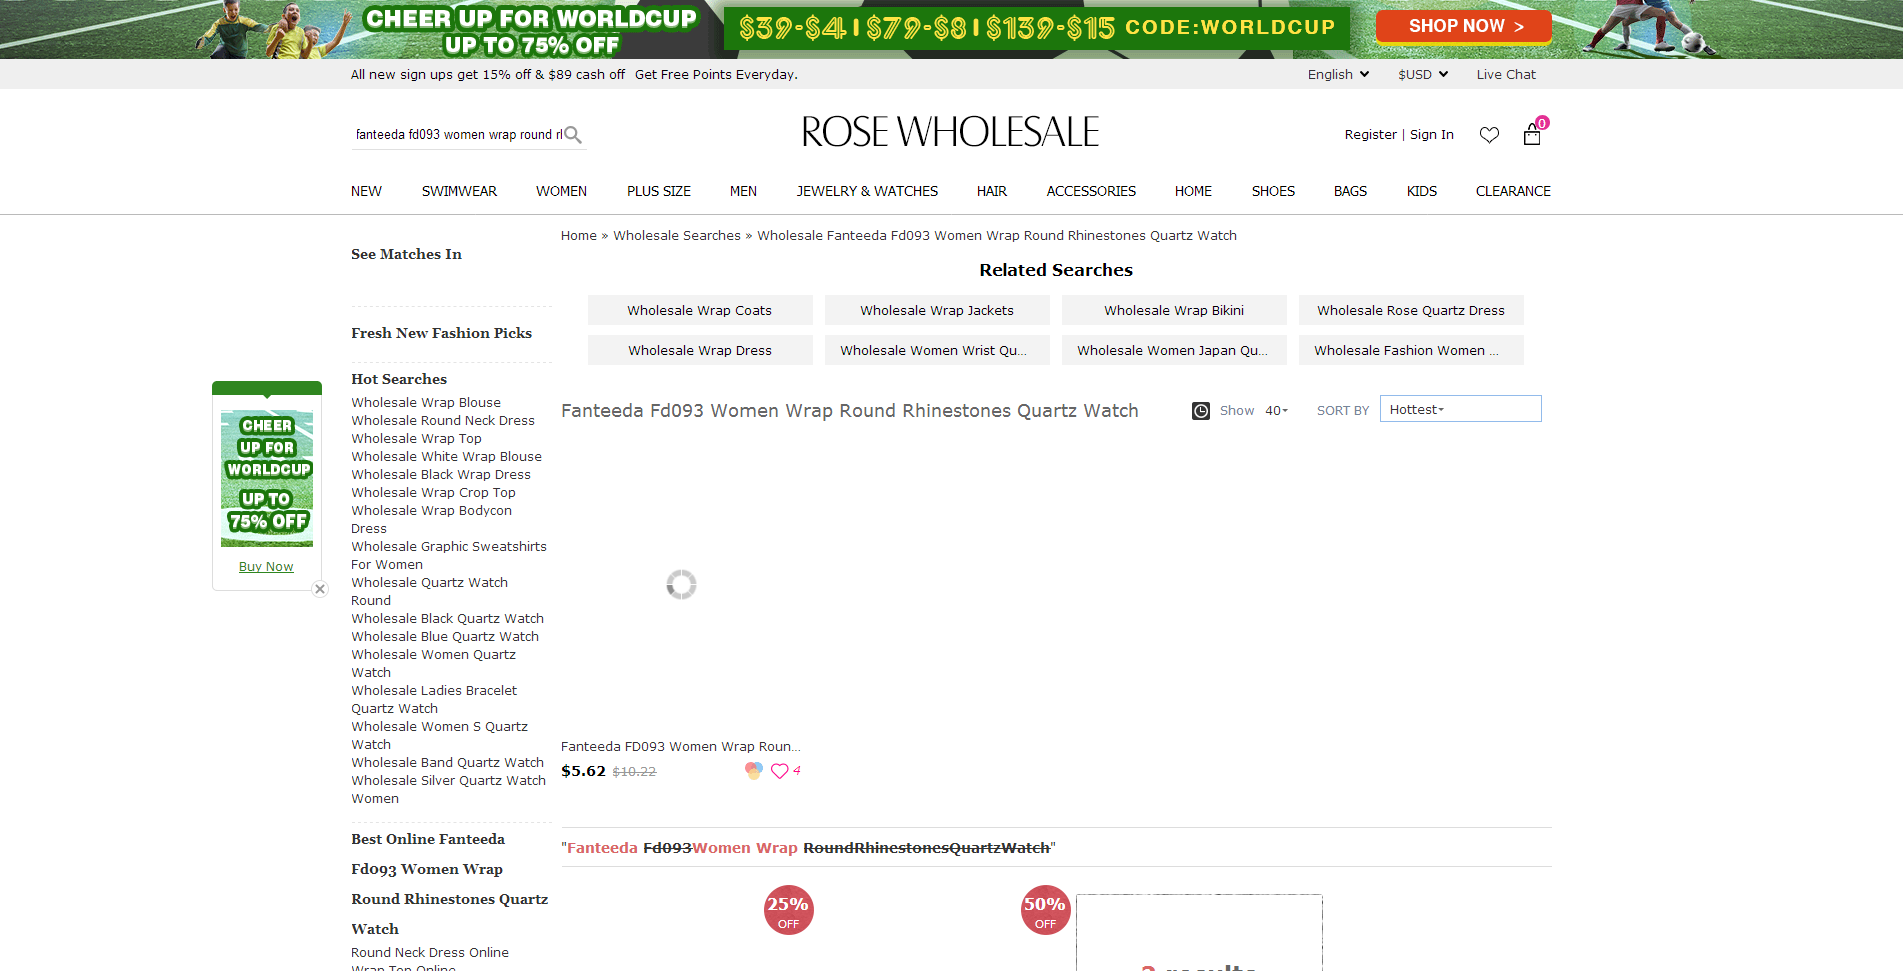 CHEER UP FOR WORLDCUP
UP TO 75% OFF
$39-$4 | $79-$8 | $139-$15 CODE:WORLDCUP
SHOP NOW >
All new sign ups get 15% off & $89 cash off Get Free Points Everyday.
English
$USD
Live Chat
fanteeda fd093 women wrap round rl
ROSE WHOLESALE
Register | Sign In
0
NEW
SWIMWEAR
WOMEN
PLUS SIZE
MEN
JEWELRY & WATCHES
HAIR
ACCESSORIES
HOME
SHOES
BAGS
KIDS
CLEARANCE
See Matches In
Fresh New Fashion Picks
Hot Searches
Wholesale Wrap Blouse
Wholesale Round Neck Dress
Wholesale Wrap Top
Wholesale White Wrap Blouse
Wholesale Black Wrap Dress
Wholesale Wrap Crop Top
Wholesale Wrap Bodycon
Dress
Wholesale Graphic Sweatshirts
For Women
Wholesale Quartz Watch
Round
Wholesale Black Quartz Watch
Wholesale Blue Quartz Watch
Wholesale Women Quartz
Watch
Wholesale Ladies Bracelet
Quartz Watch
Wholesale Women S Quartz
Watch
Wholesale Band Quartz Watch
Wholesale Silver Quartz Watch
Women
Best Online Fanteeda
Fd093 Women Wrap
Round Rhinestones Quartz
Watch
Round Neck Dress Online
Wrap Top Online
CHEER
UP FOR
WORLDCUP
UP TO
75% OFF
Buy Now
Home » Wholesale Searches » Wholesale Fanteeda Fd093 Women Wrap Round Rhinestones Quartz Watch
Related Searches
Wholesale Wrap Coats
Wholesale Wrap Jackets
Wholesale Wrap Bikini
Wholesale Rose Quartz Dress
Wholesale Wrap Dress
Wholesale Women Wrist Qu...
Wholesale Women Japan Qu...
Wholesale Fashion Women ...
Fanteeda Fd093 Women Wrap Round Rhinestones Quartz Watch
Show 40
SORT BY Hottest
Fanteeda FD093 Women Wrap Roun...
$5.62 $10.22
4
"Fanteeda Fd093Women Wrap RoundRhinestonesQuartzWatch"
25%
OFF
50%
OFF
results